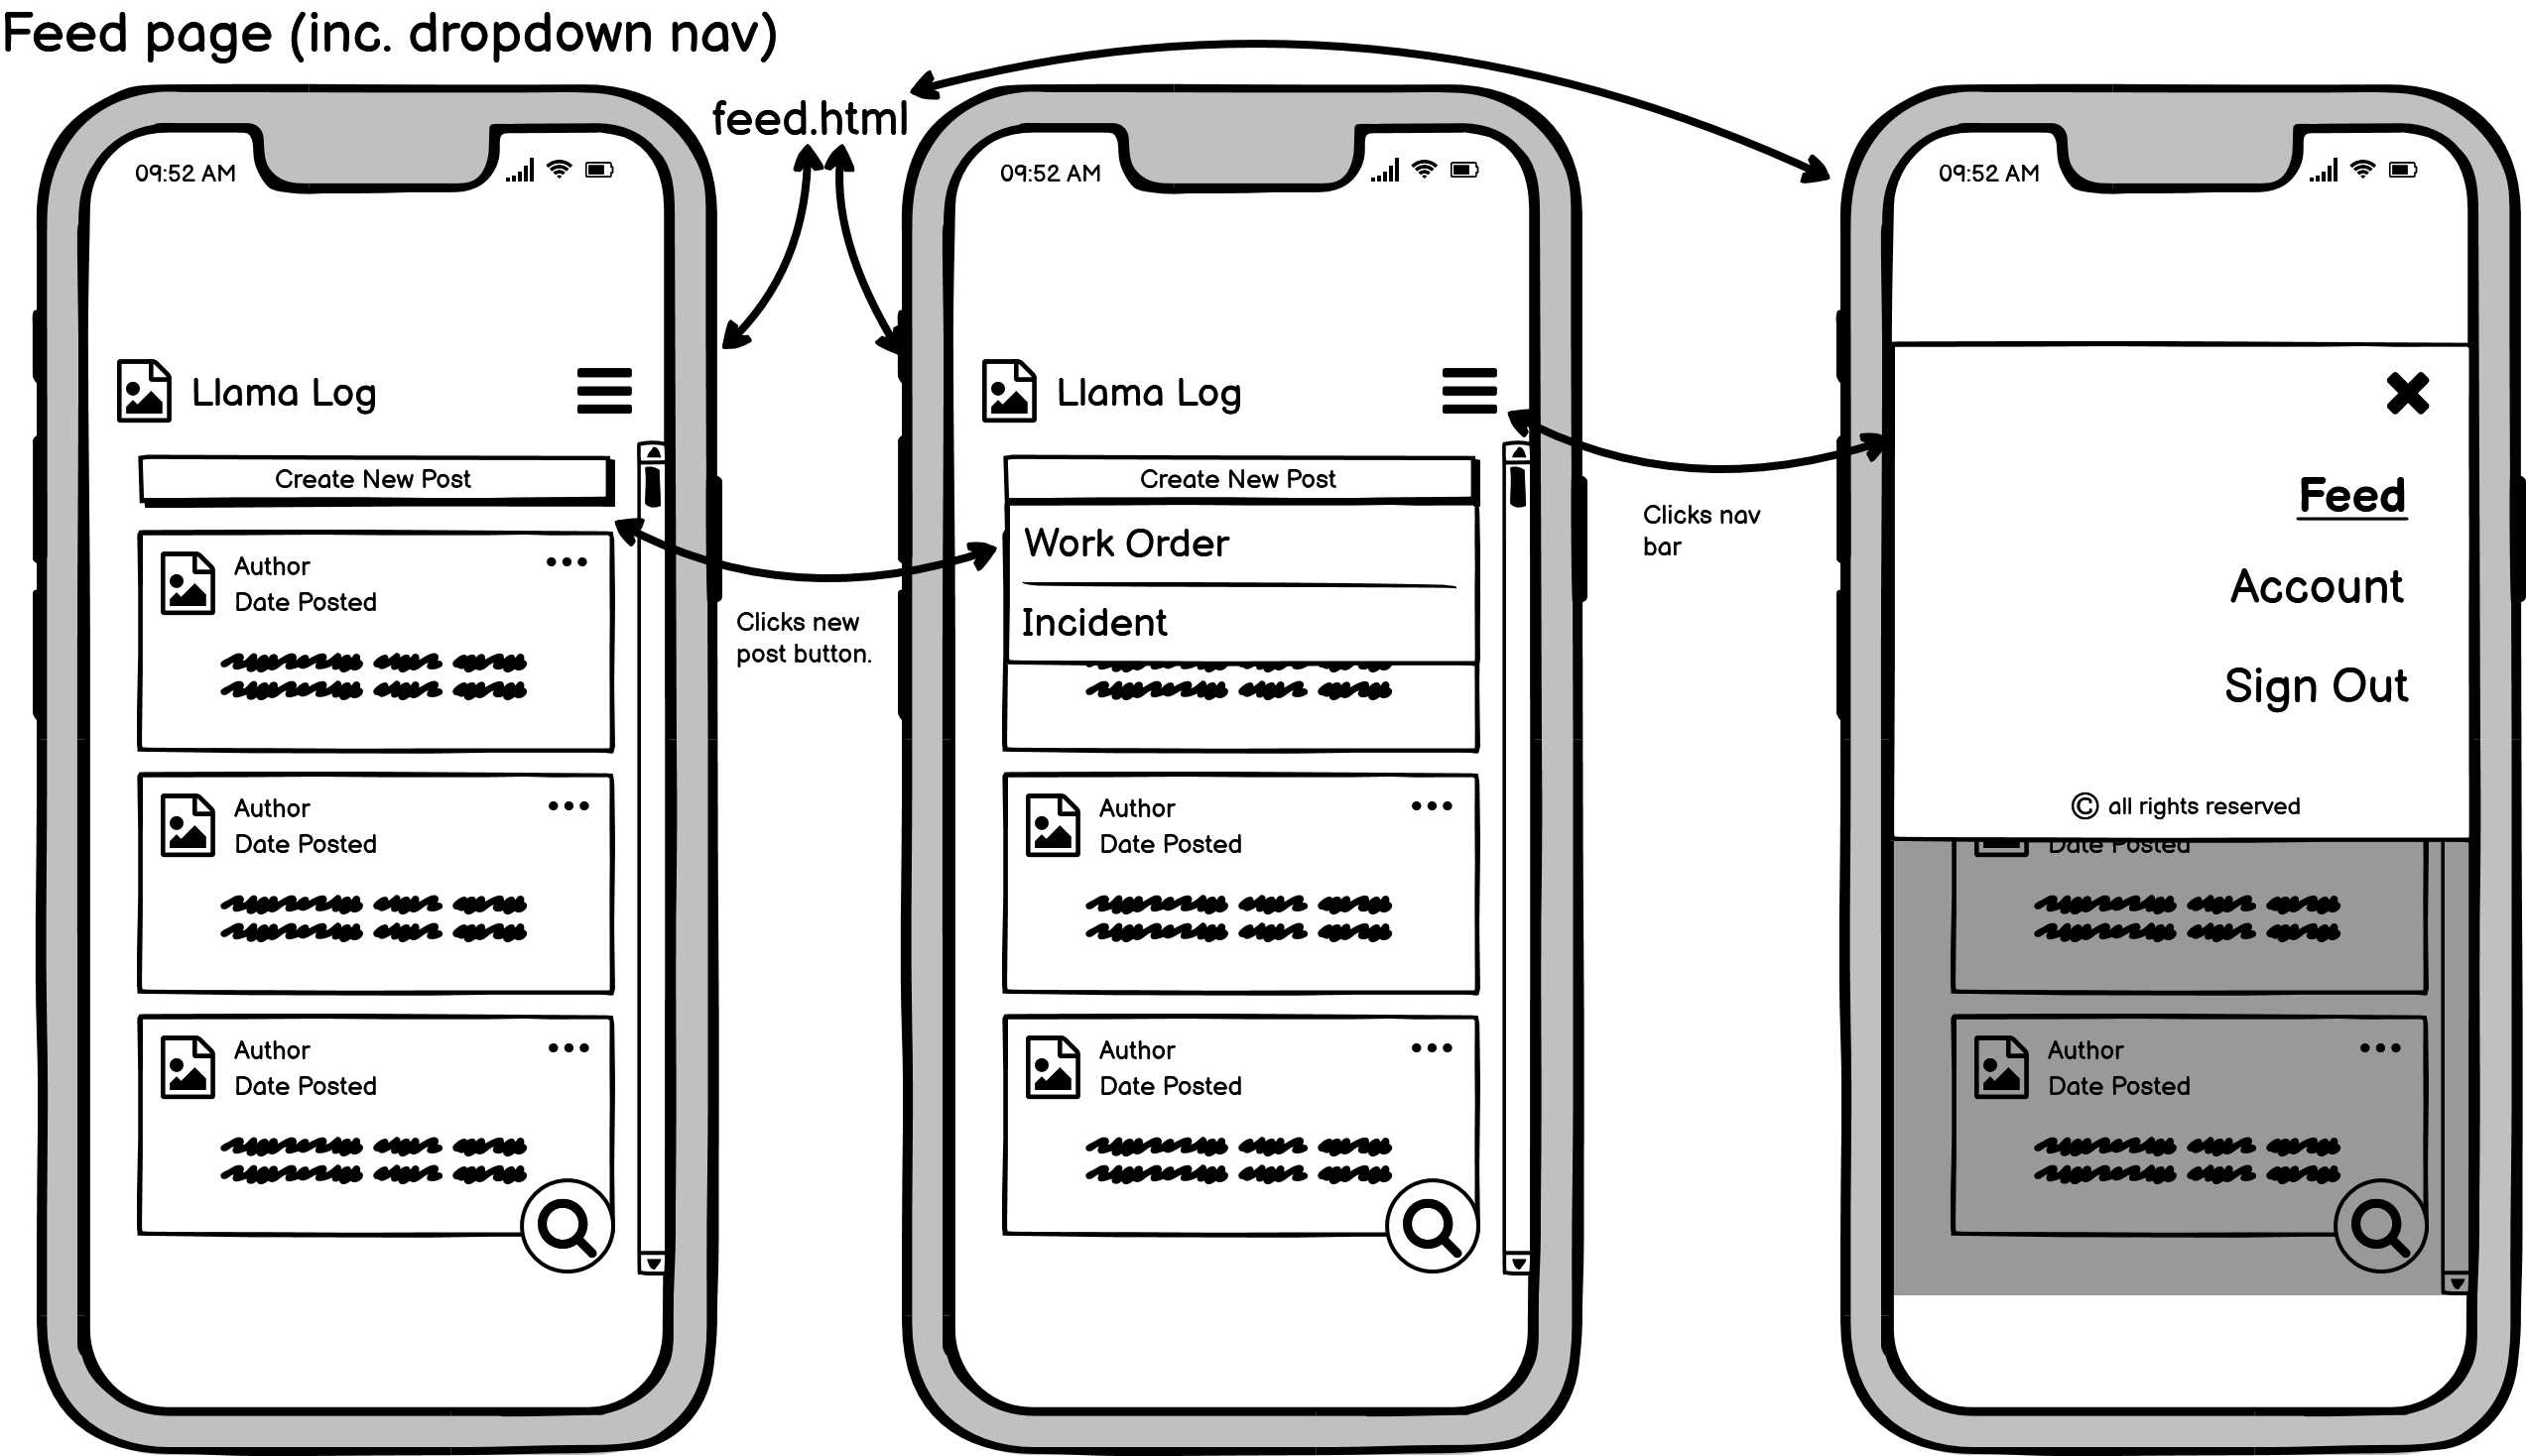 Feed page (inc. dropdown nav)
feed.html
09:52 AM
Llama Log
Create New Post
Author
Date Posted
Author
Date Posted
Author
Date Posted
Clicks new
post button.
09:52 AM
Llama Log
Create New Post
Work Order
Incident
Author
Date Posted
Author
Date Posted
Clicks nav
bar
09:52 AM
Feed
Account
Sign Out
© all rights reserved
Date Posted
Author
Date Posted